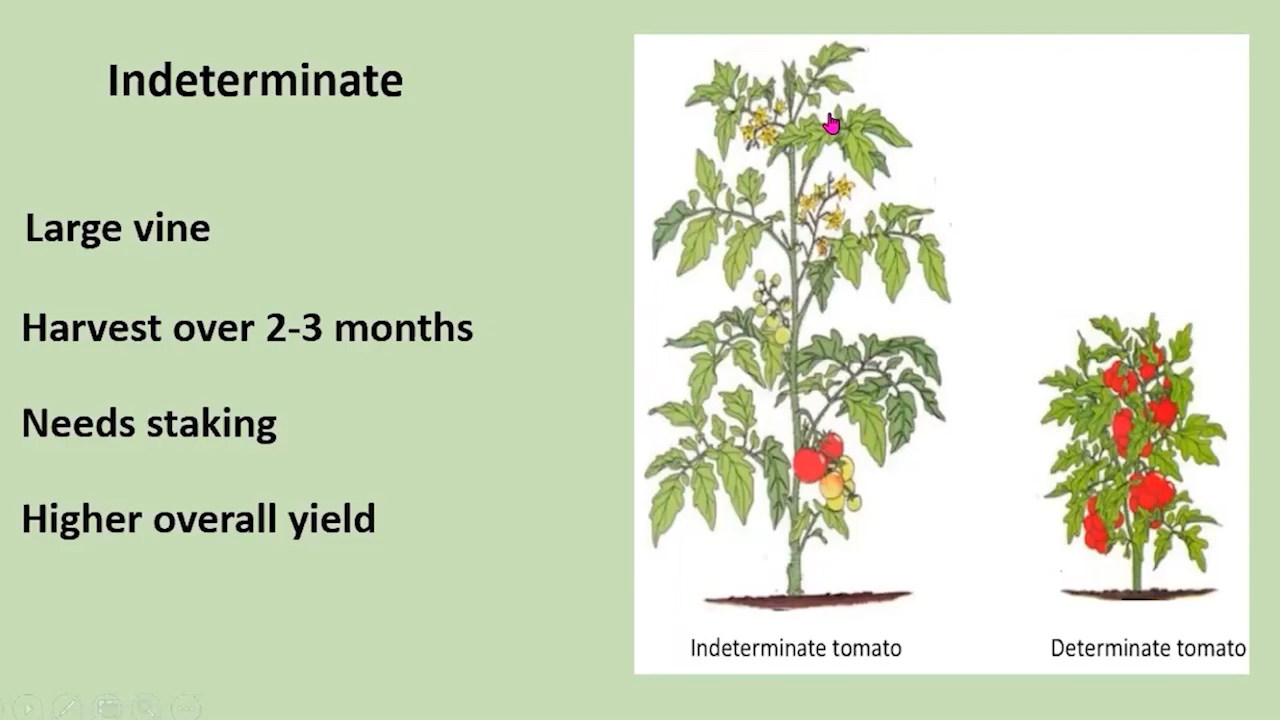 Indeterminate
Large vine
Harvest over 2-3 months
Needs staking
Higher overall yield
Indeterminate tomato
Determinate tomato